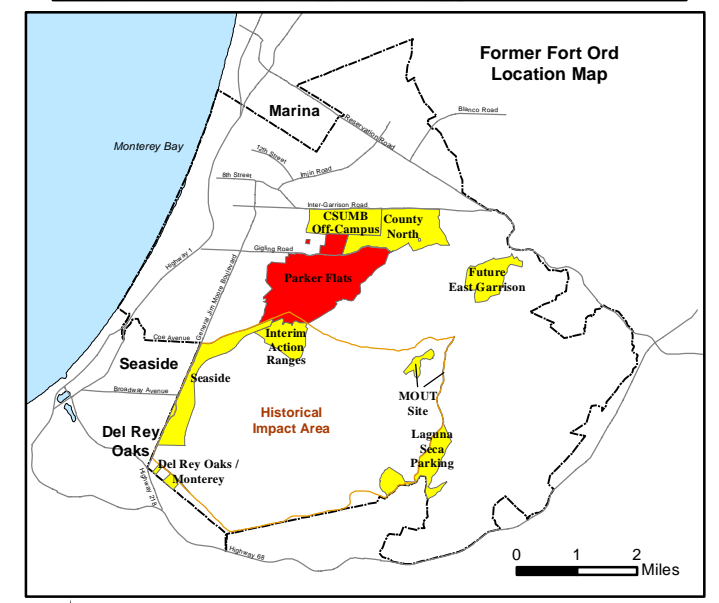 Former Fort Ord
Location Map
Marina
Blanco Road
Reservation Road
Monterey Bay
12th Street
Imjin Road
8th Street
Inter-Garrison Road
CSUMB
Off-Campus
County
North
Gigling Road
Highway 1
General Jim Moore Boulevard
Parker Flats
Future
East Garrison
Coe Avenue
Interim
Action
Ranges
Seaside
Seaside
Broadway Avenue
MOUT
Site
Historical
Impact Area
Del Rey
Oaks
Laguna
Seca
Parking
Del Rey Oaks /
Monterey
Highway 218
Highway 68
0 1 2
Miles